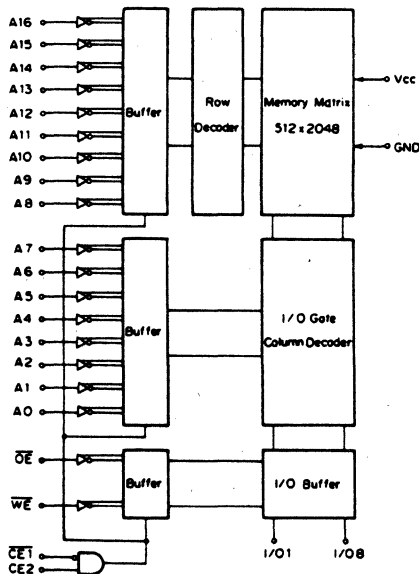 A16
A15
A14
A13
A12
A11
A10
A9
A8
Buffer
Row
Decoder
Memory Matrix
512 x 2048
Vcc
GND
A7
A6
A5
A4
A3
A2
A1
A0
Buffer
I/O Gate
Column Decoder
OE
WE
Buffer
I/O Buffer
CE1
CE2
I/O1
I/O8